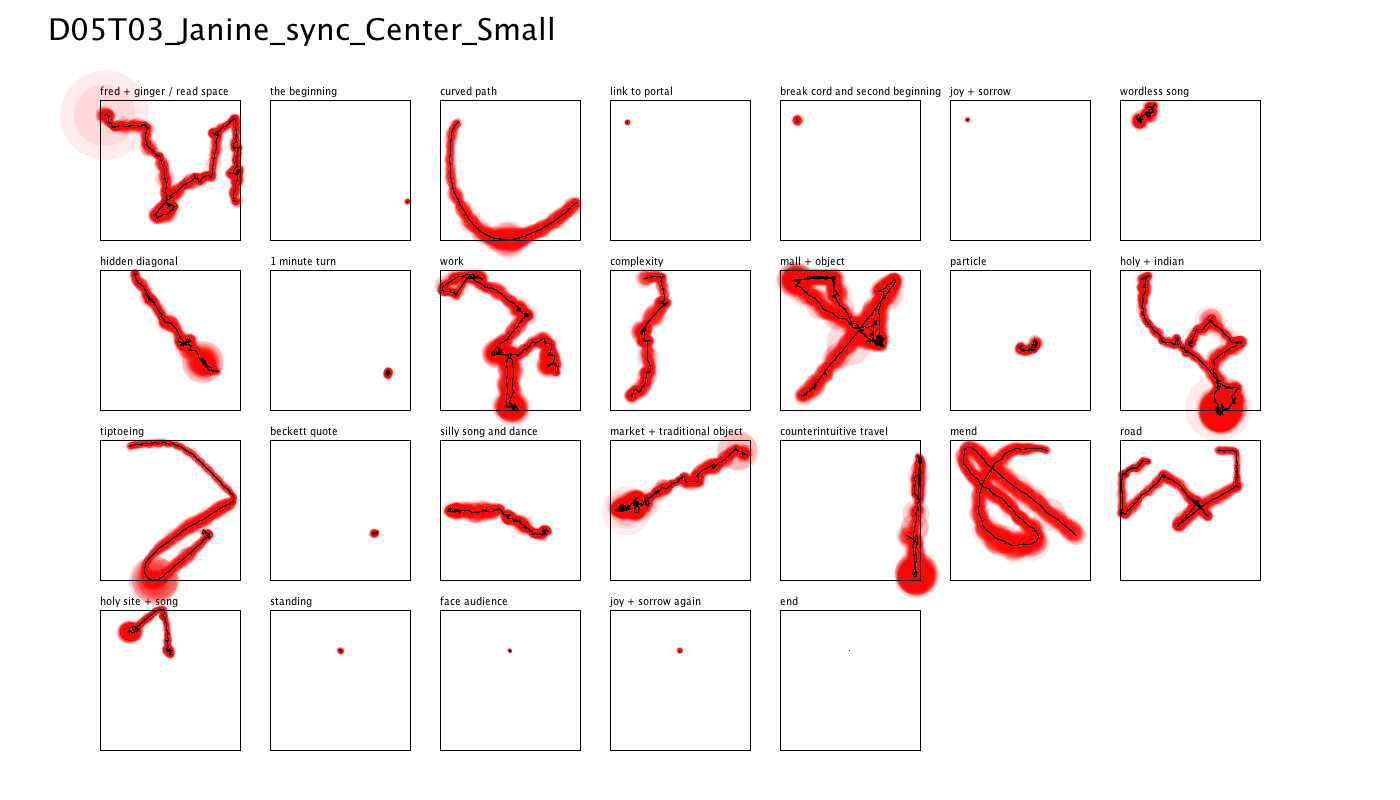 D05T03_Janine_sync_Center_Small
fred + ginger / read space
the beginning
curved path
link to portal
break cord and second beginning
joy + sorrow
wordless song
hidden diagonal
1 minute turn
work
complexity
mall + object
particle
holy + indian
tiptoeing
beckett quote
silly song and dance
market + traditional object
counterintuitive travel
mend
road
holy site + song
standing
face audience
joy + sorrow again
end